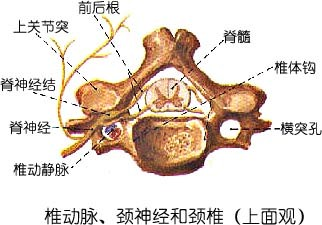 前后根
上关节突
脊髓
脊神经结
椎体钩
脊神经
横突孔
椎动静脉
椎动脉、颈神经和颈椎（上面观）